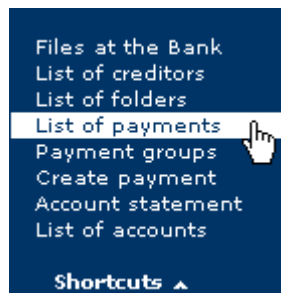 Files at the Bank
List of creditors
List of folders
List of payments
Payment groups
Create payment
Account statement
List of accounts
Shortcuts ▲